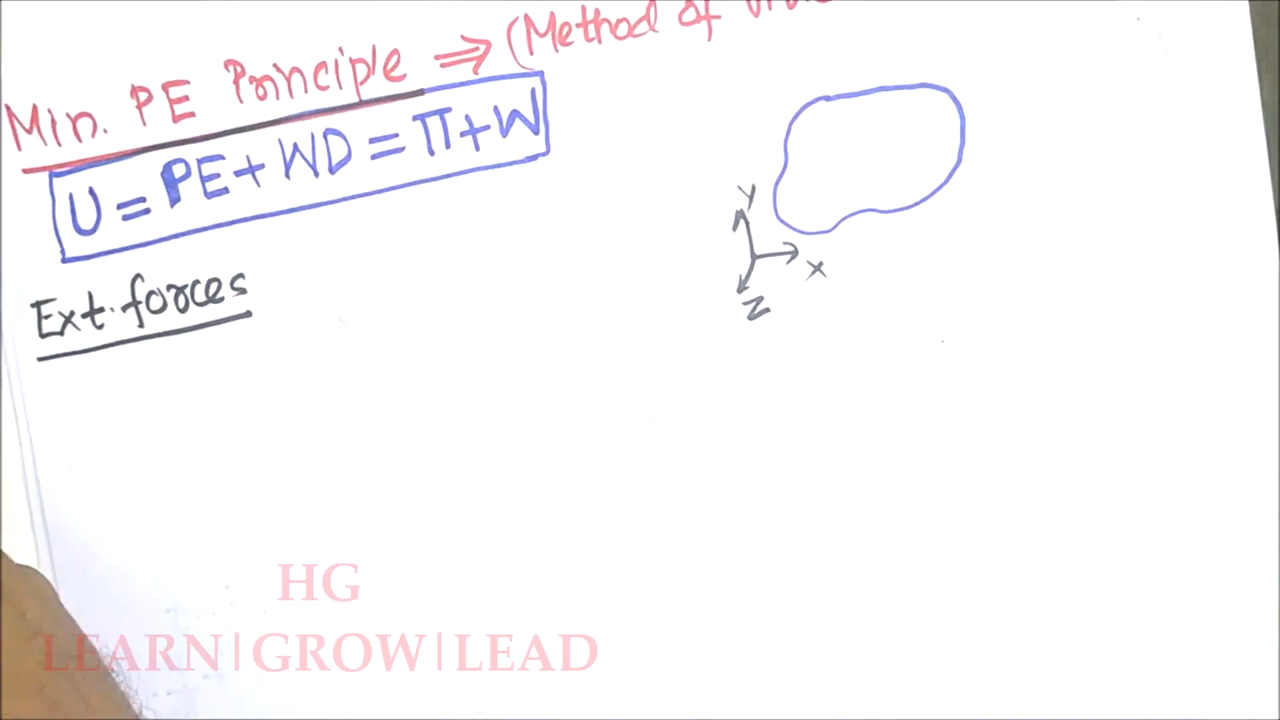 Min. PE Principle ⇒ (Method of
U = PE + WD = Π + W
Ext. forces
Y
X
Z
HG
LEARN|GROW|LEAD